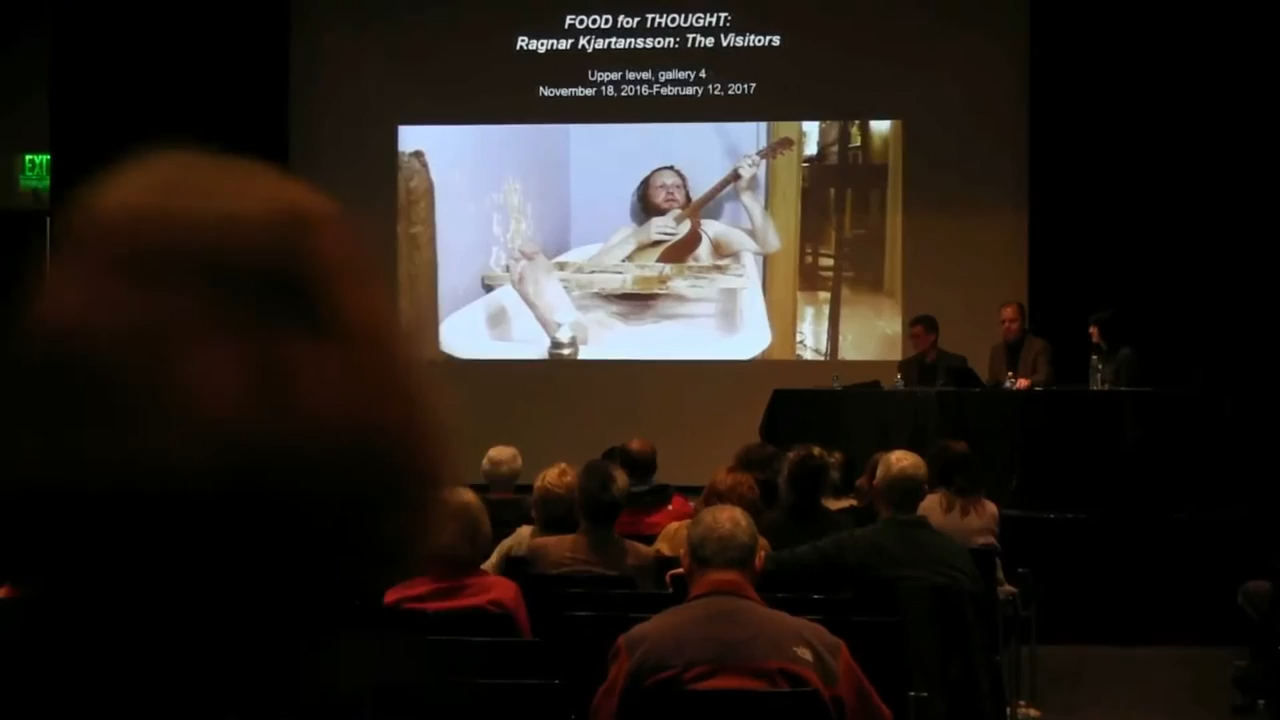 FOOD for THOUGHT:
Ragnar Kjartansson: The Visitors
Upper level, gallery 4
November 18, 2016-February 12, 2017
EXIT